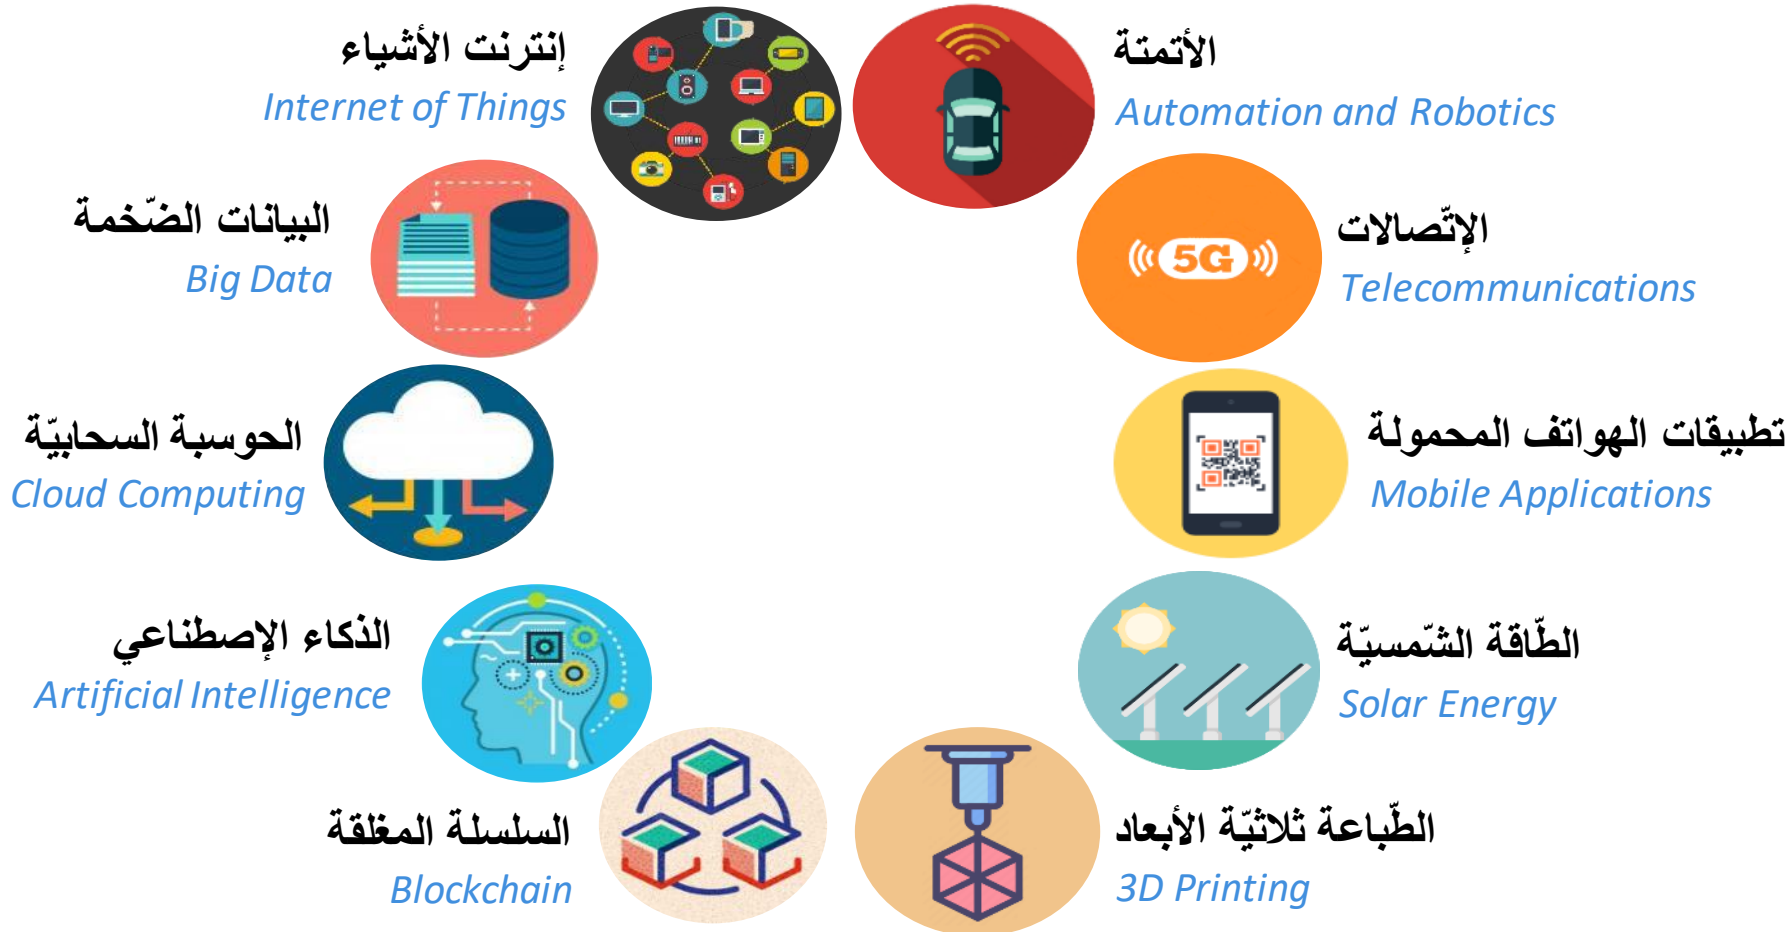 إنترنت الأشياء
Internet of Things
الأتمتة
Automation and Robotics
البيانات الضّخمة
Big Data
الإتّصالات
Telecommunications
5G
الحوسبة السحابيّة
Cloud Computing
تطبيقات الهواتف المحمولة
Mobile Applications
الذكاء الإصطناعي
Artificial Intelligence
الطّاقة الشّمسيّة
Solar Energy
السلسلة المغلقة
Blockchain
الطّباعة ثلاثيّة الأبعاد
3D Printing